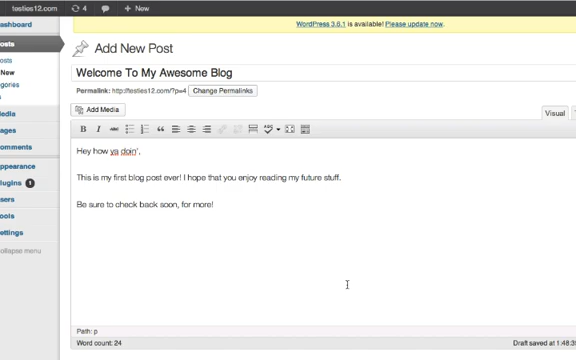 testies12.com 4 + New
WordPress 3.6.1 is available! Please update now.
ashboard
osts
osts
New
gories
s
edia
ages
omments
ppearance
lugins 1
sers
ools
ettings
ollapse menu
Add New Post
Welcome To My Awesome Blog
Permalink: http://testies12.com/?p=4 Change Permalinks
Add Media
Visual
B I ABC
Hey how ya doin',
This is my first blog post ever! I hope that you enjoy reading my future stuff.
Be sure to check back soon, for more!
Path: p
Word count: 24 Draft saved at 1:48:3